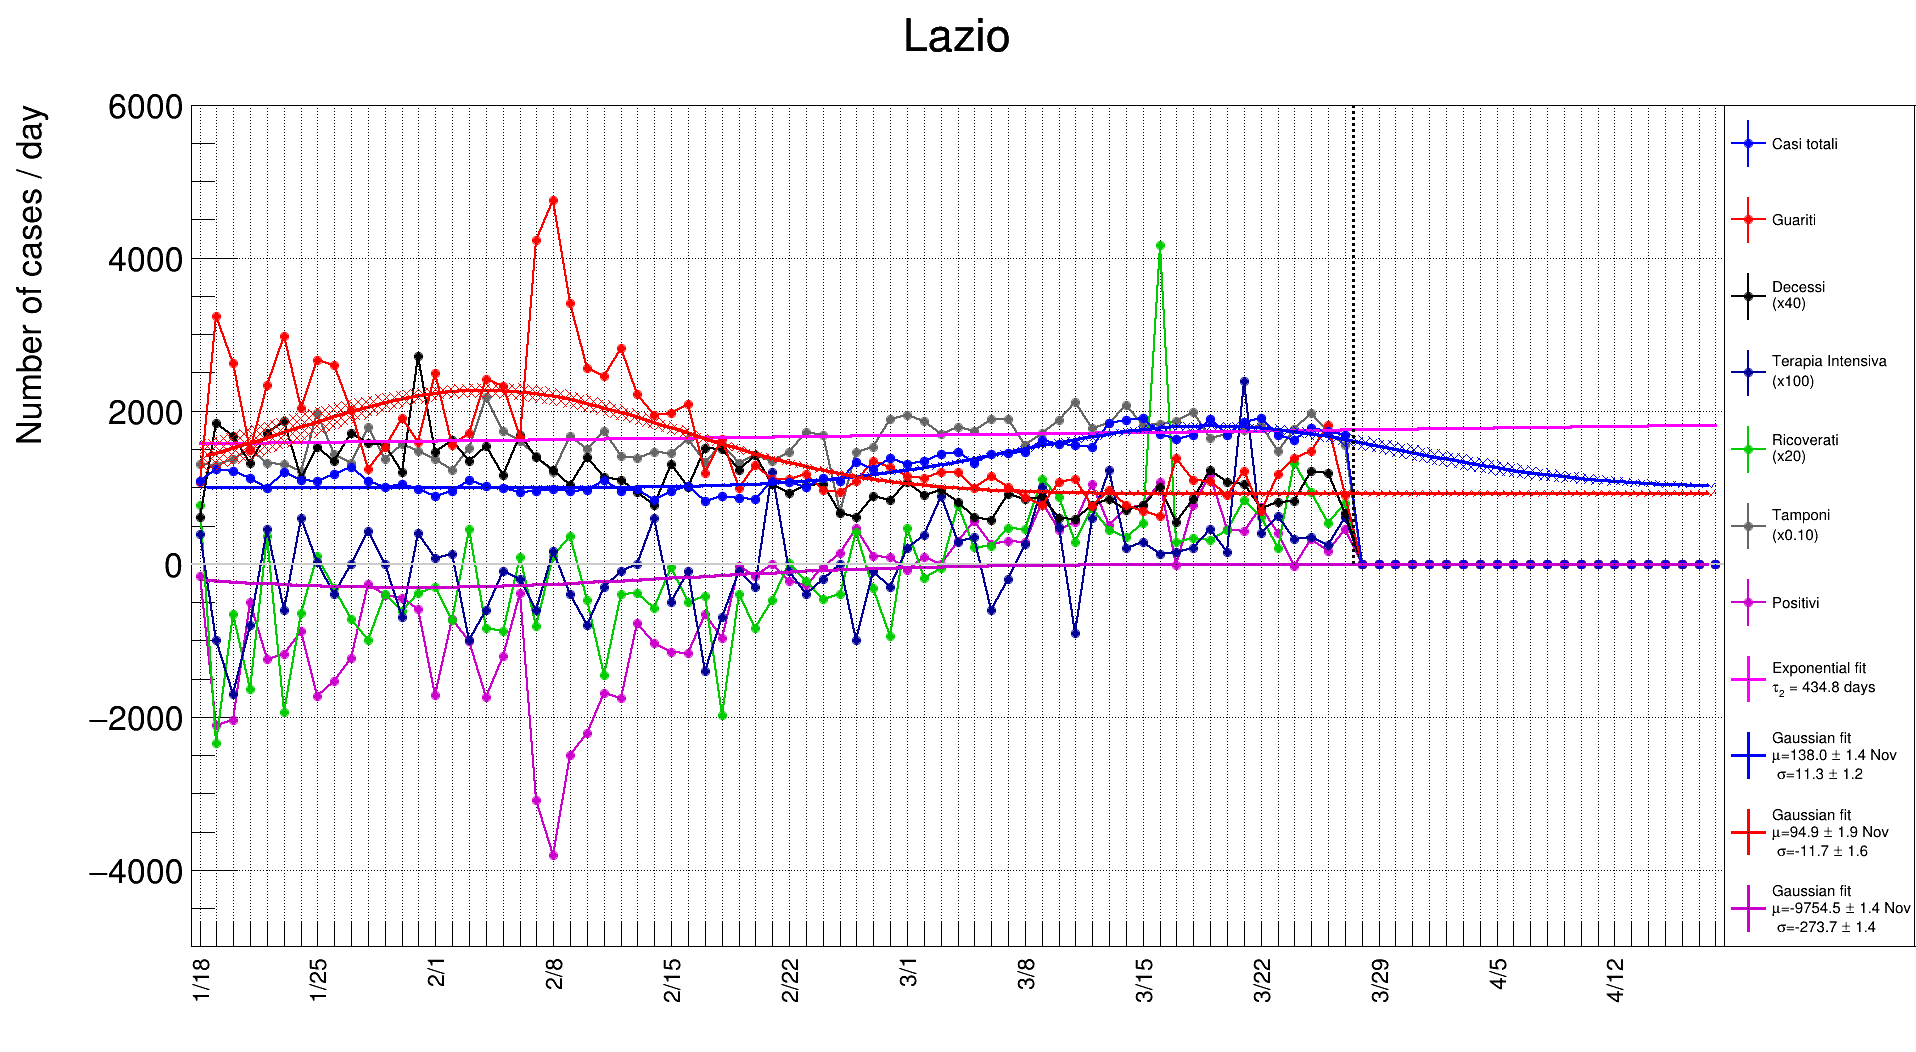 Lazio
Number of cases / day
6000
4000
2000
0
−2000
−4000
1/18
1/25
2/1
2/8
2/15
2/22
3/1
3/8
3/15
3/22
3/29
4/5
4/12
Casi totali
Guariti
Decessi
(x40)
Terapia Intensiva
(x100)
Ricoverati
(x20)
Tamponi
(x0.10)
Positivi
Exponential fit
τ2 = 434.8 days
Gaussian fit
μ=138.0 ± 1.4 Nov
σ=11.3 ± 1.2
Gaussian fit
μ=94.9 ± 1.9 Nov
σ=-11.7 ± 1.6
Gaussian fit
μ=-9754.5 ± 1.4 Nov
σ=-273.7 ± 1.4